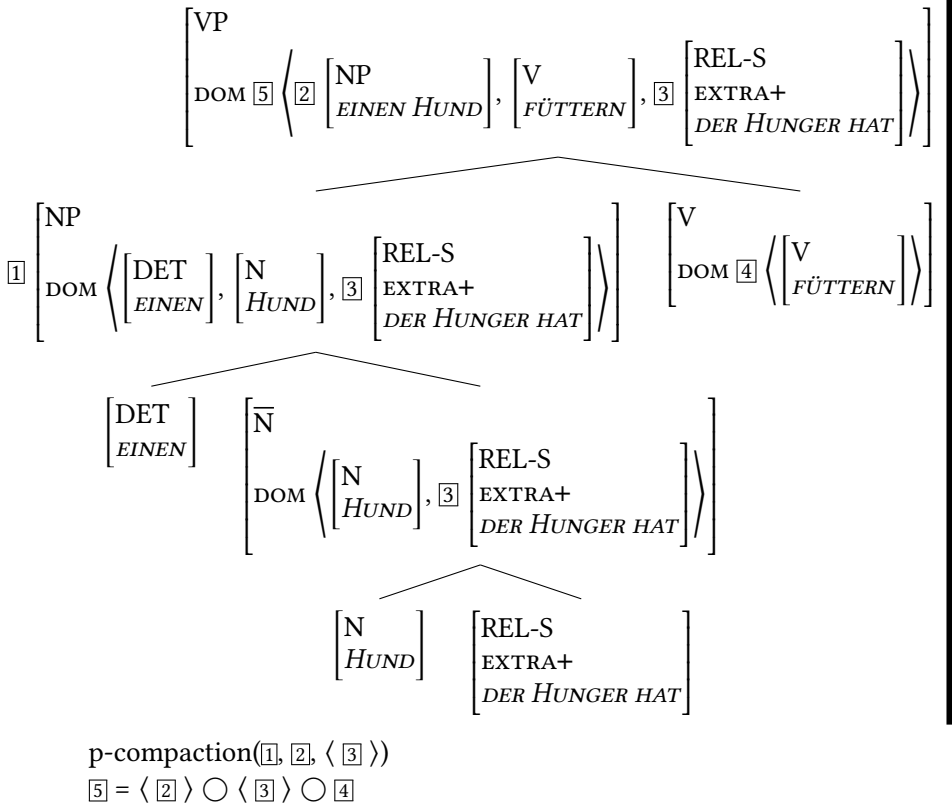 VP
DOM 5 ⟨ 2 [NP EINEN HUND], [V FÜTTERN], 3 [REL-S EXTRA+ DER HUNGER HAT] ⟩
1 [NP DOM ⟨ [DET EINEN], [N HUND], 3 [REL-S EXTRA+ DER HUNGER HAT] ⟩ ]
[V DOM 4 ⟨ [V FÜTTERN] ⟩ ]
[DET EINEN]
[N̅ DOM ⟨ [N HUND], 3 [REL-S EXTRA+ DER HUNGER HAT] ⟩ ]
[N HUND]
[REL-S EXTRA+ DER HUNGER HAT]
p-compaction(1, 2, ⟨ 3 ⟩)
5 = ⟨ 2 ⟩ ○ ⟨ 3 ⟩ ○ 4